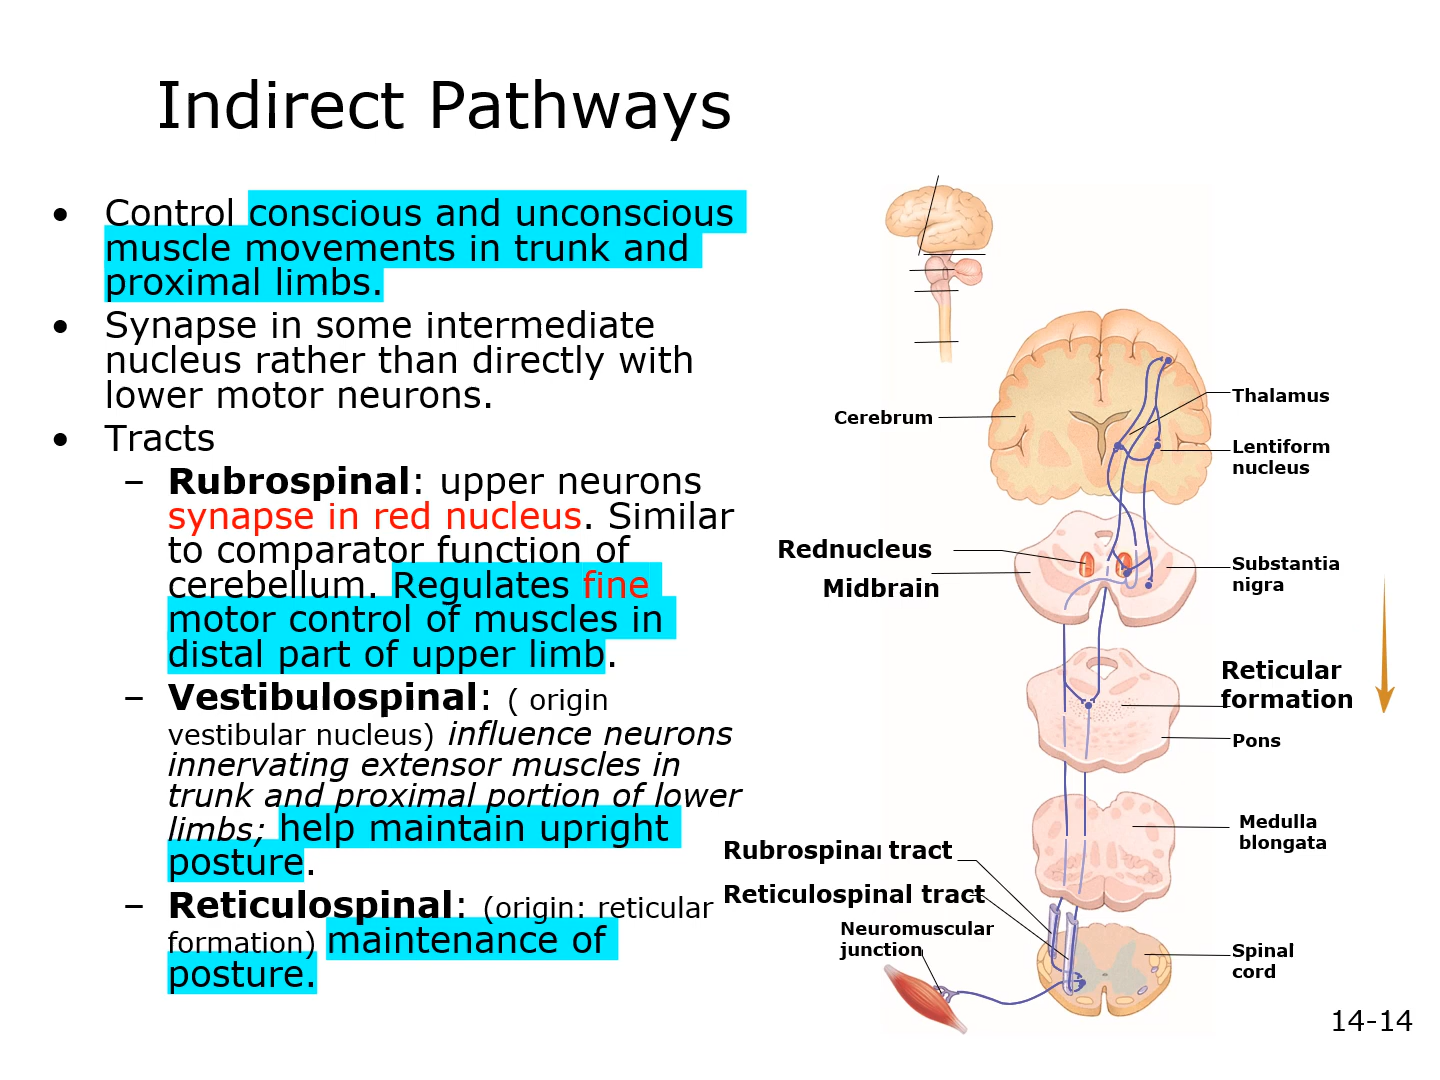 Indirect Pathways
• Control conscious and unconscious
muscle movements in trunk and
proximal limbs.
• Synapse in some intermediate
nucleus rather than directly with
lower motor neurons.
• Tracts
– Rubrospinal: upper neurons
synapse in red nucleus. Similar
to comparator function of
cerebellum. Regulates fine
motor control of muscles in
distal part of upper limb.
– Vestibulospinal: ( origin
vestibular nucleus) influence neurons
innervating extensor muscles in
trunk and proximal portion of lower
limbs; help maintain upright
posture.
– Reticulospinal: (origin: reticular
formation) maintenance of
posture.
Cerebrum
Thalamus
Lentiform
nucleus
Rednucleus
Midbrain
Substantia
nigra
Reticular
formation
Pons
Medulla
blongata
Rubrospinal tract
Reticulospinal tract
Neuromuscular
junction
Spinal
cord
14-14